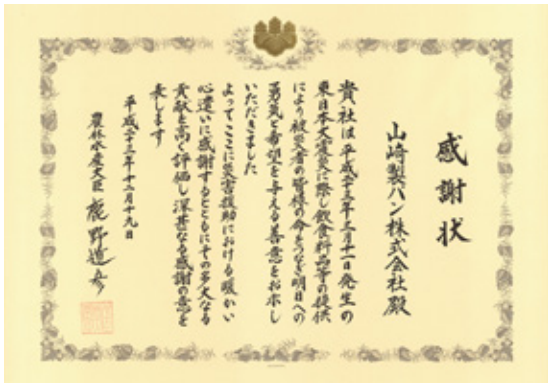 感謝状
山崎製パン株式会社殿
貴社は平成二十三年三月十一日発生の
東日本大震災に際し飲食料品等の提供
により被災者の皆様の命をつなぎ明日への
勇気と希望を与える善意をお示し
いただきました
よってここに災害援助における暖かい
心遣いに感謝するとともにその多大なる
貢献を高く評価し深甚なる感謝の意を
表します
平成二十三年十二月十九日
農林水産大臣 鹿野道彦